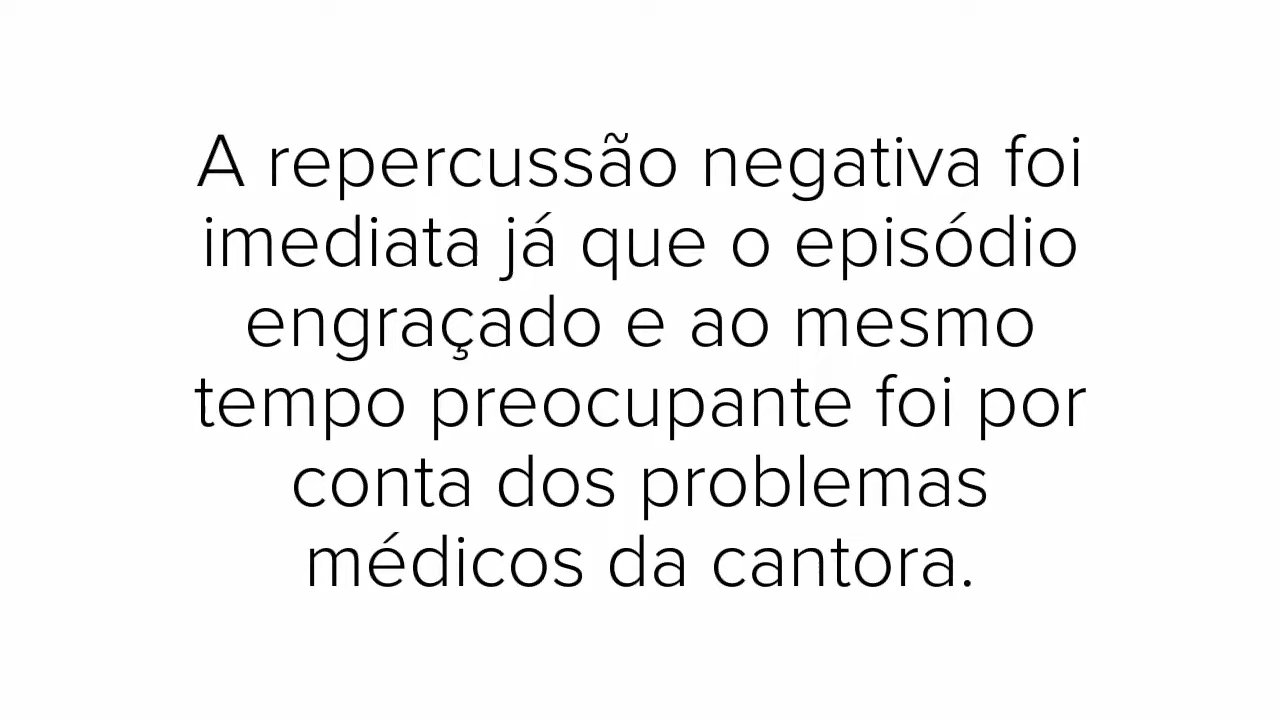 A repercussão negativa foi
imediata já que o episódio
engraçado e ao mesmo
tempo preocupante foi por
conta dos problemas
médicos da cantora.